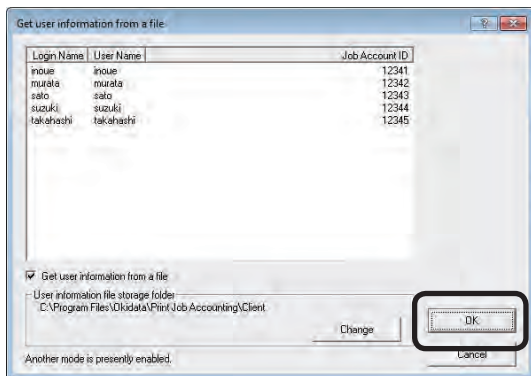 Get user information from a file
Login Name User Name Job Account ID
inoue inoue 12341
murata murata 12342
sato sato 12343
suzuki suzuki 12344
takahashi takahashi 12345
Get user information from a file
User information file storage folder
C:\Program Files\Okidata\Print Job Accounting\Client
Change
OK
Another mode is presently enabled.
Cancel